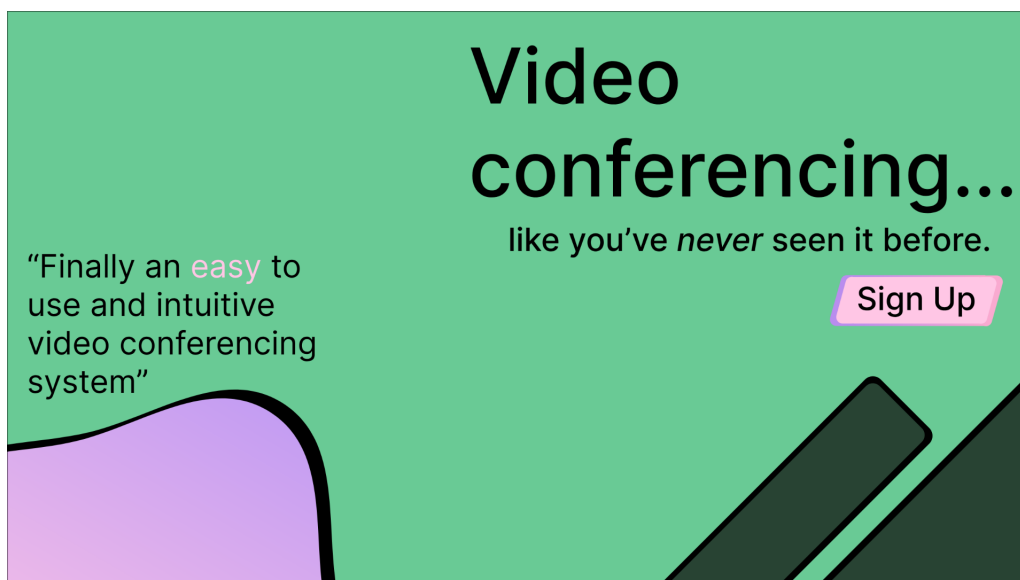 Video
conferencing...
like you’ve never seen it before.
Sign Up
“Finally an easy to
use and intuitive
video conferencing
system”